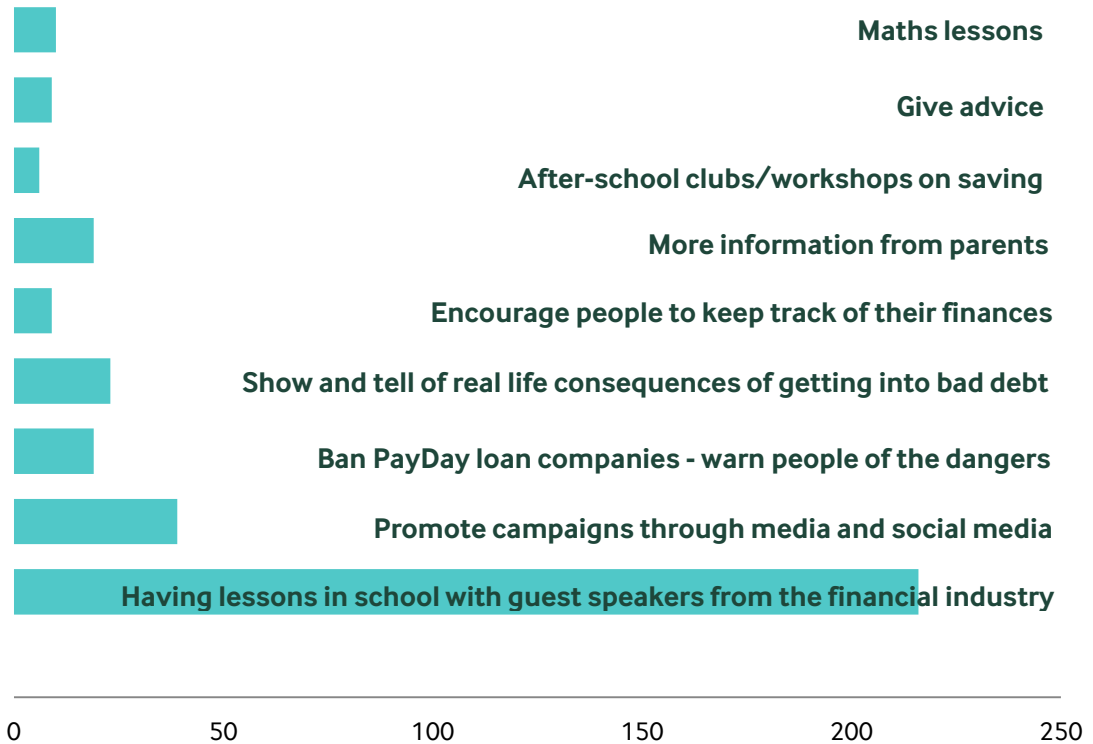 Maths lessons
Give advice
After-school clubs/workshops on saving
More information from parents
Encourage people to keep track of their finances
Show and tell of real life consequences of getting into bad debt
Ban PayDay loan companies - warn people of the dangers
Promote campaigns through media and social media
Having lessons in school with guest speakers from the financial industry
0 50 100 150 200 250